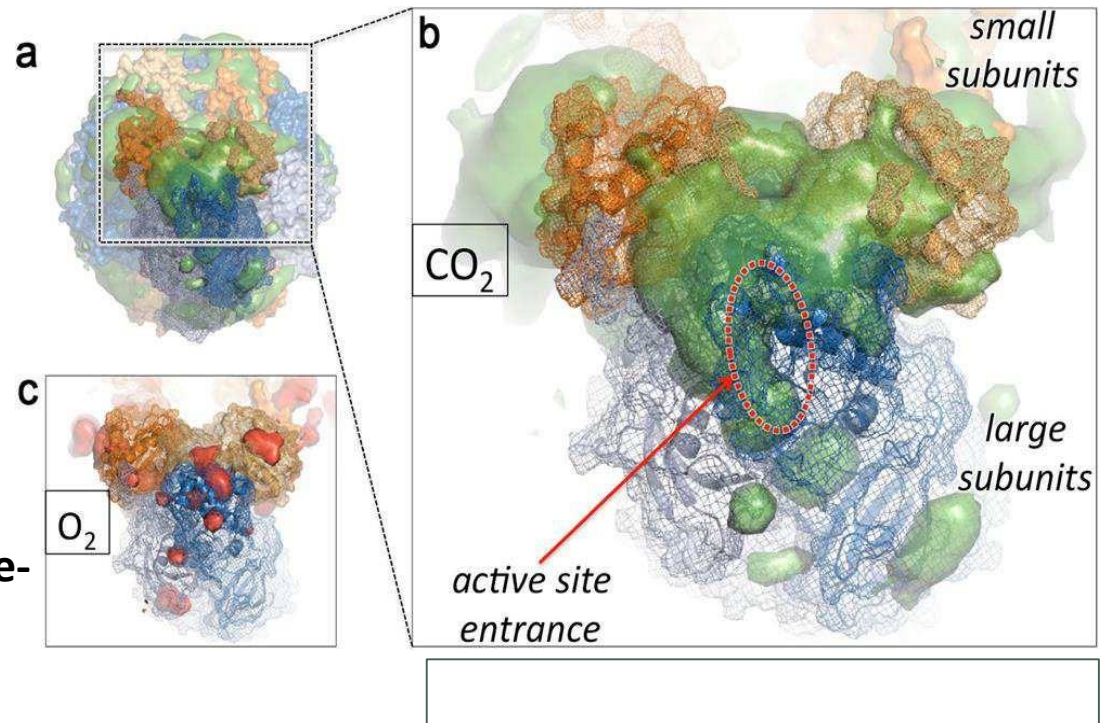 a
b
small
subunits
CO₂
c
O₂
large
subunits
e-
active site
entrance